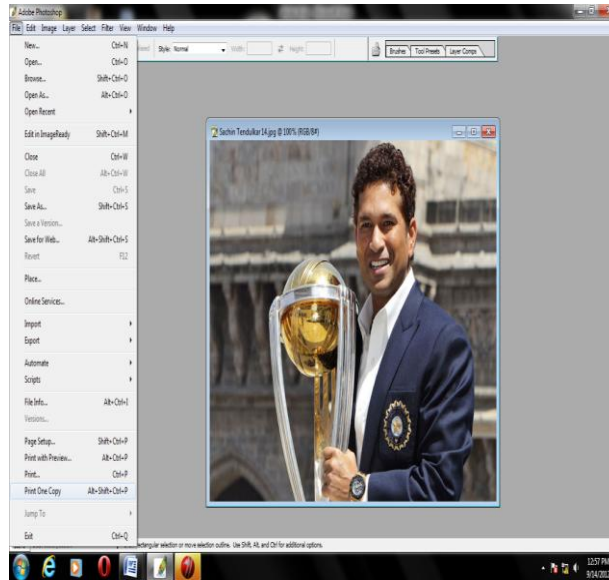 Adobe Photoshop
File Edit Image Layer Select Filter View Window Help
Style: Normal Width: Height: Brushes Tool Presets Layer Comps
New... Ctrl+N
Open... Ctrl+O
Browse... Shift+Ctrl+O
Open As... Alt+Ctrl+O
Open Recent
Edit in ImageReady Shift+Ctrl+M
Close Ctrl+W
Close All Alt+Ctrl+W
Save Ctrl+S
Save As... Shift+Ctrl+S
Save a Version...
Save for Web... Alt+Shift+Ctrl+S
Revert F12
Place...
Online Services...
Import
Export
Automate
Scripts
File Info... Alt+Ctrl+I
Versions...
Page Setup... Shift+Ctrl+P
Print with Preview... Alt+Ctrl+P
Print... Ctrl+P
Print One Copy Alt+Shift+Ctrl+P
Jump To
Exit Ctrl+Q
Sachin Tendulkar 14.jpg @ 100% (RGB/8#)
rectangular selection or move selection outline. Use Shift, Alt, and Ctrl for additional options.
12:57 PM